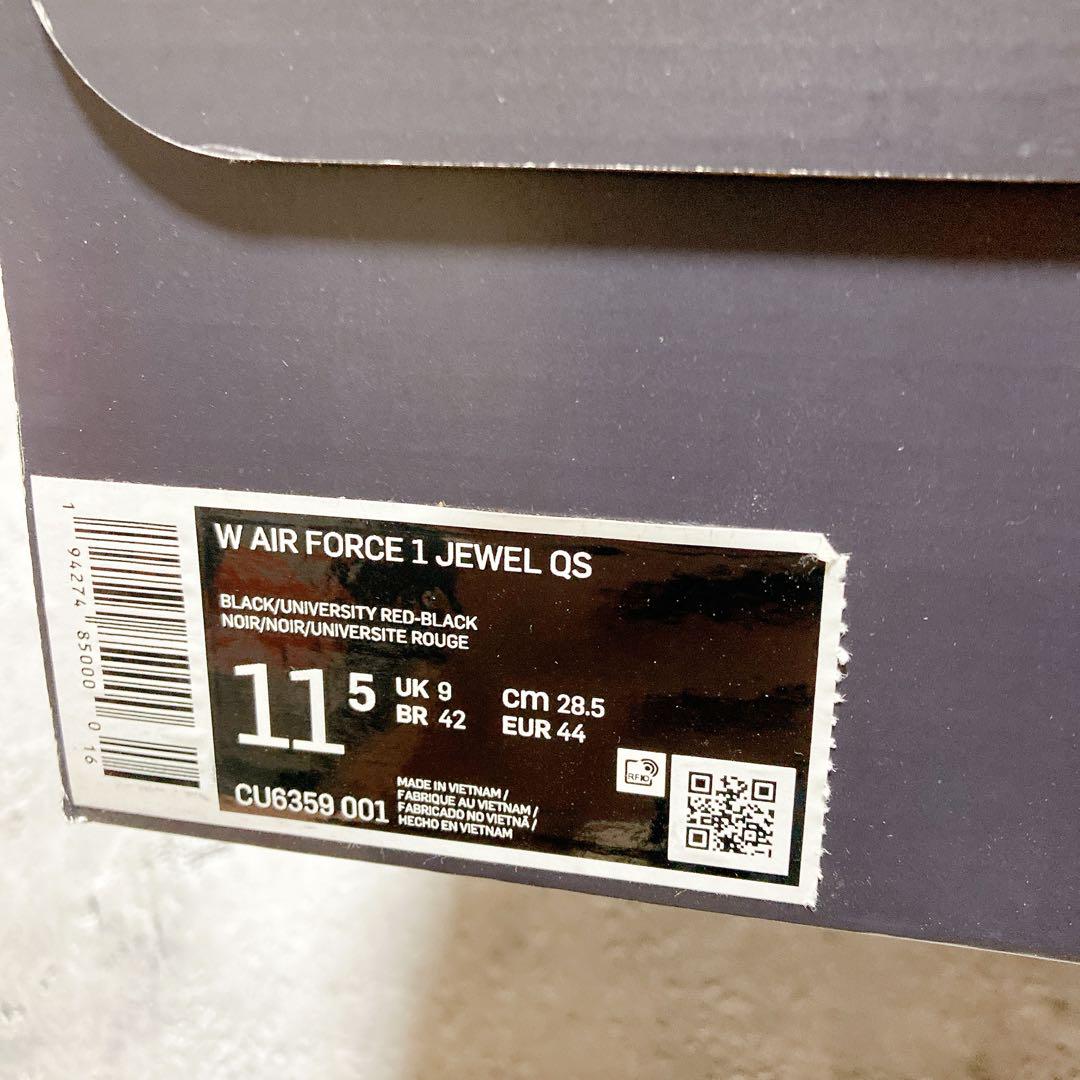 W AIR FORCE 1 JEWEL QS
BLACK/UNIVERSITY RED-BLACK
NOIR/NOIR/UNIVERSITE ROUGE
11 5
UK 9
BR 42
cm 28.5
EUR 44
CU6359 001
MADE IN VIETNAM /
FABRIQUE AU VIETNAM /
FABRICADO NO VIETNÃ /
HECHO EN VIETNAM
RFID
1 94274 85000 016